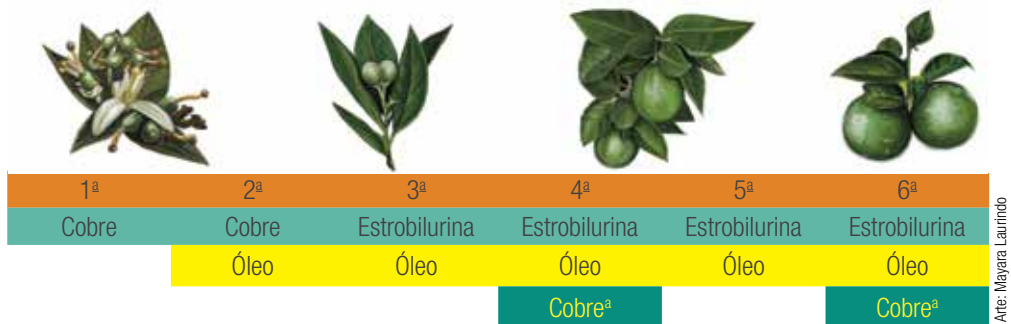 1ª 2ª 3ª 4ª 5ª 6ª
Cobre Cobre Estrobilurina Estrobilurina Estrobilurina Estrobilurina
Óleo Óleo Óleo Óleo Óleo
Cobreª Cobreª
Arte: Mayara Laurindo